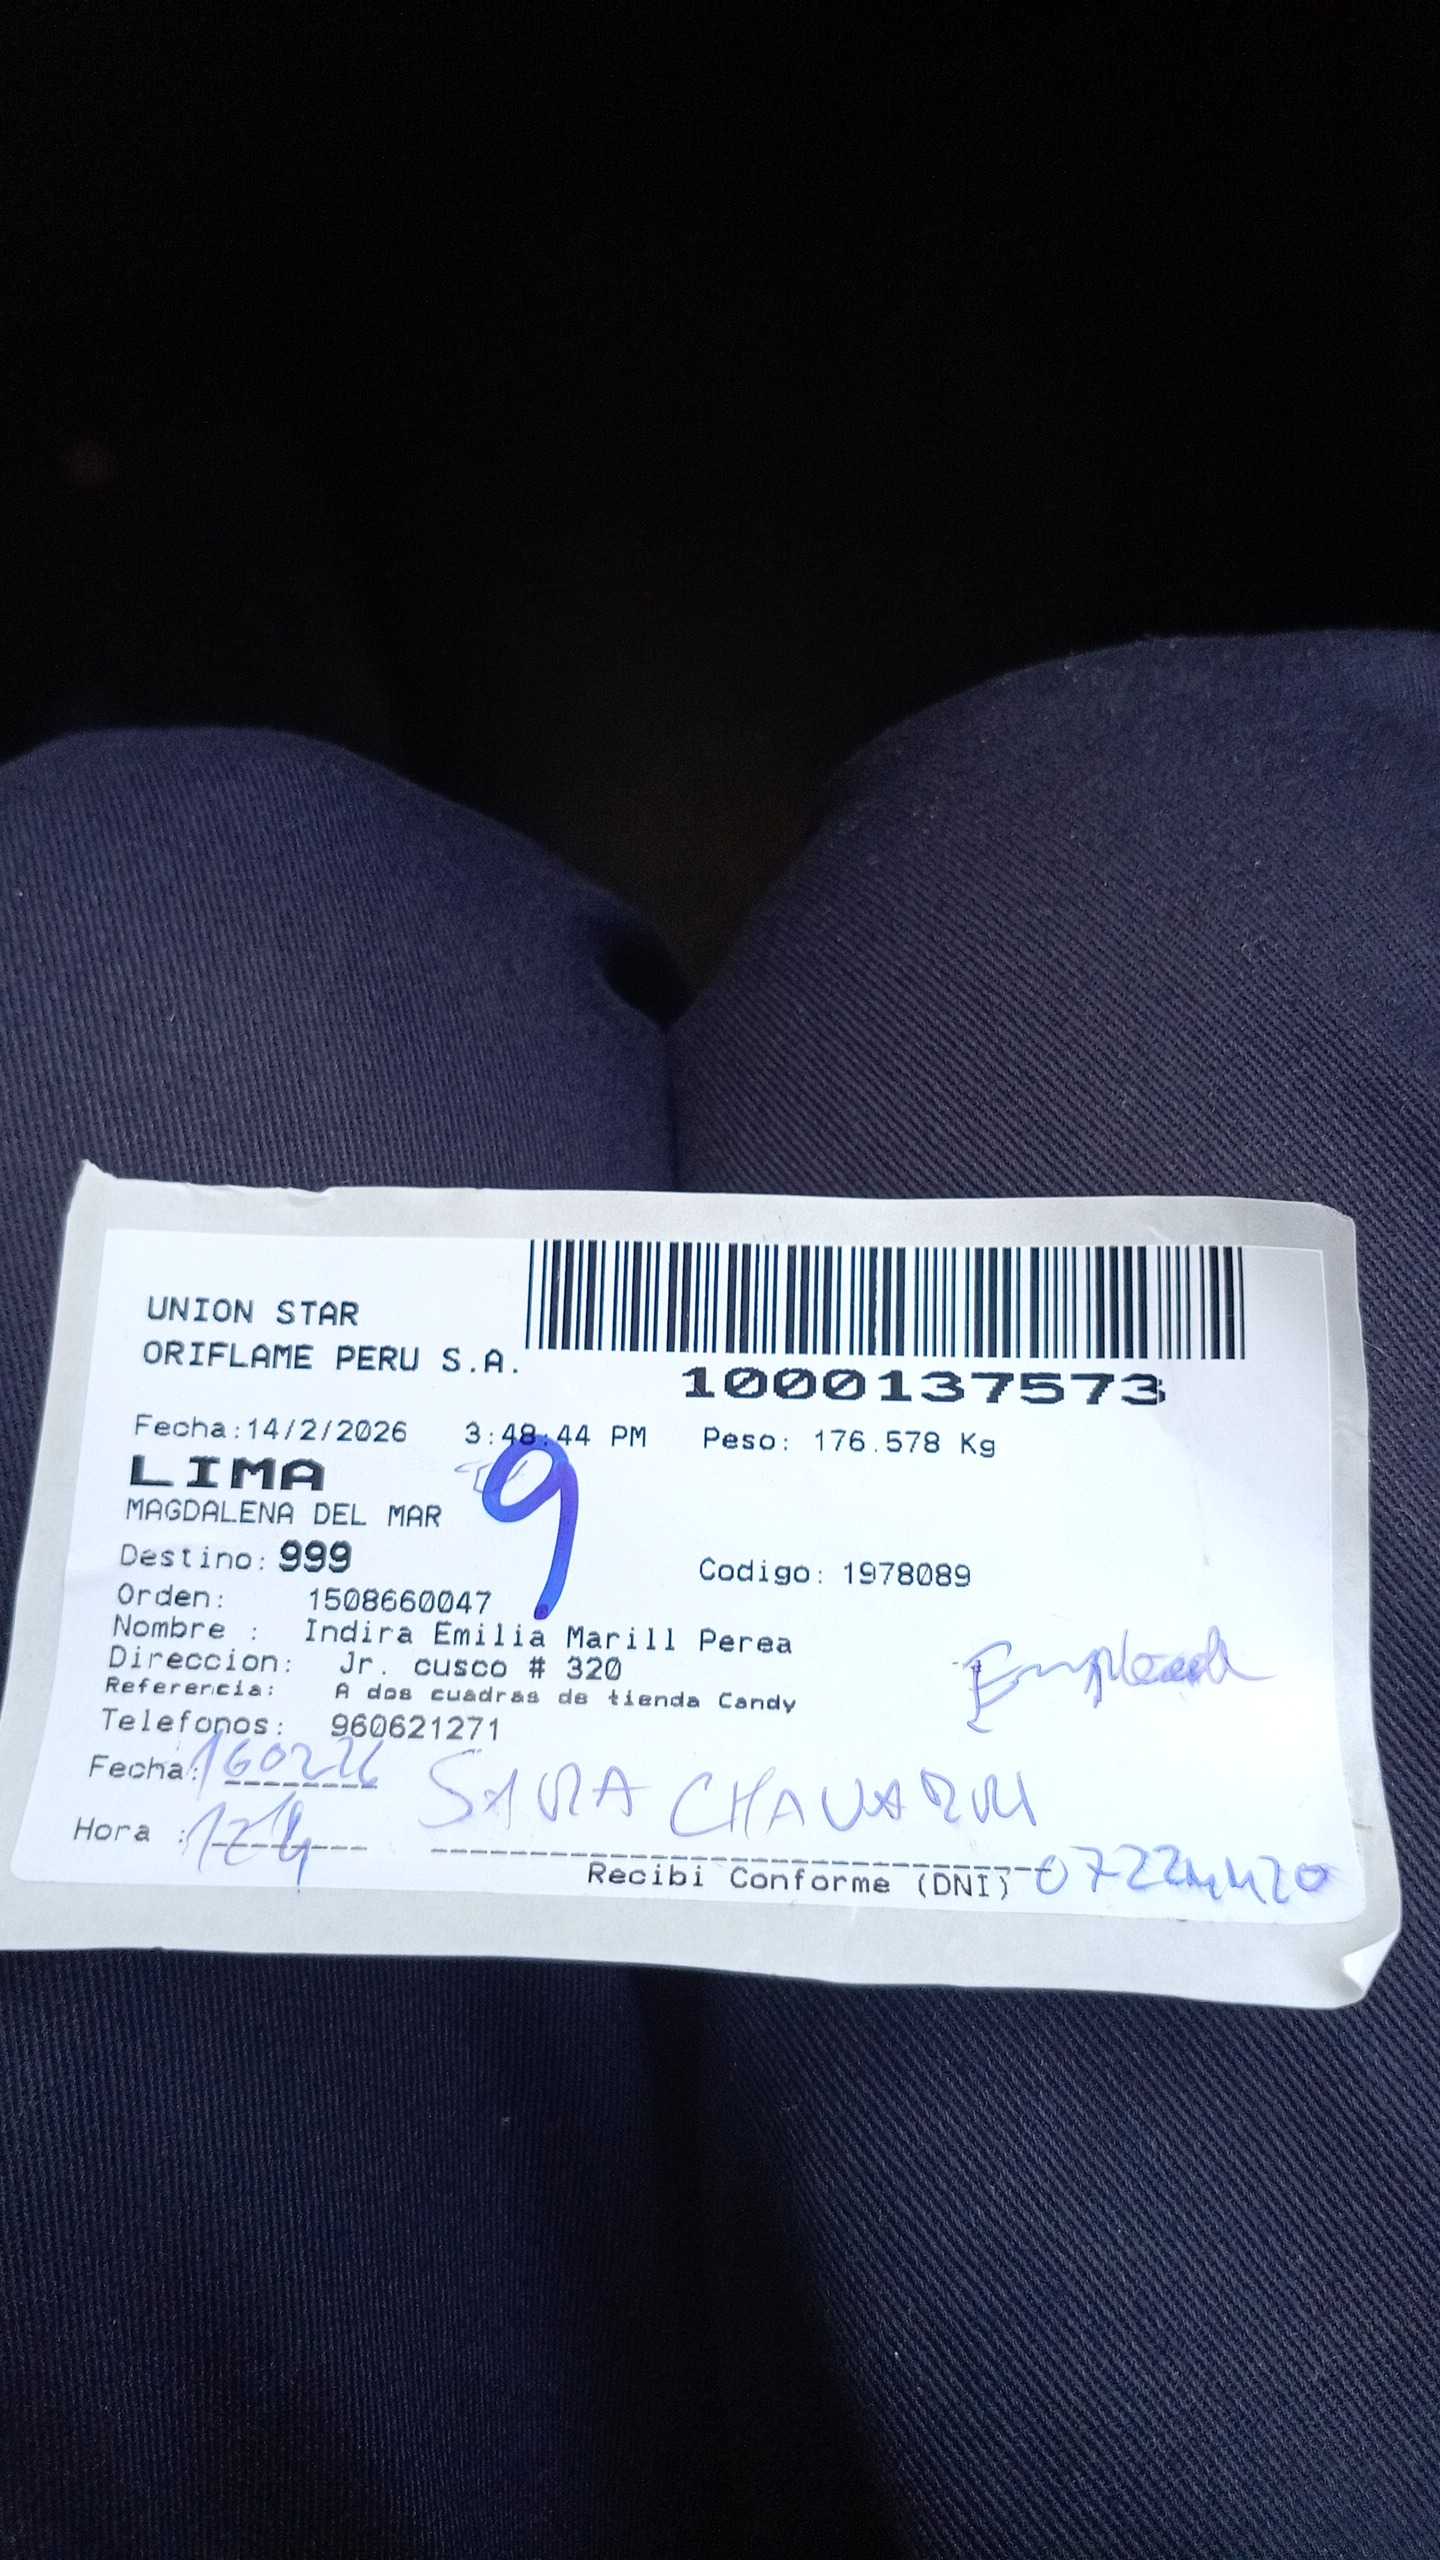 UNION STAR
ORIFLAME PERU S.A.
1000137573
Fecha:14/2/2026 3:48:44 PM Peso: 176.578 Kg
LIMA
9
MAGDALENA DEL MAR
Destino: 999 Codigo: 1978089
Orden: 1508660047
Nombre : Indira Emilia Marill Perea
Direccion: Jr. cusco # 320
Referencia: A dos cuadras de tienda Candy
Telefonos: 960621271
Fecha: 160226
Hora :
Recibi Conforme (DNI)